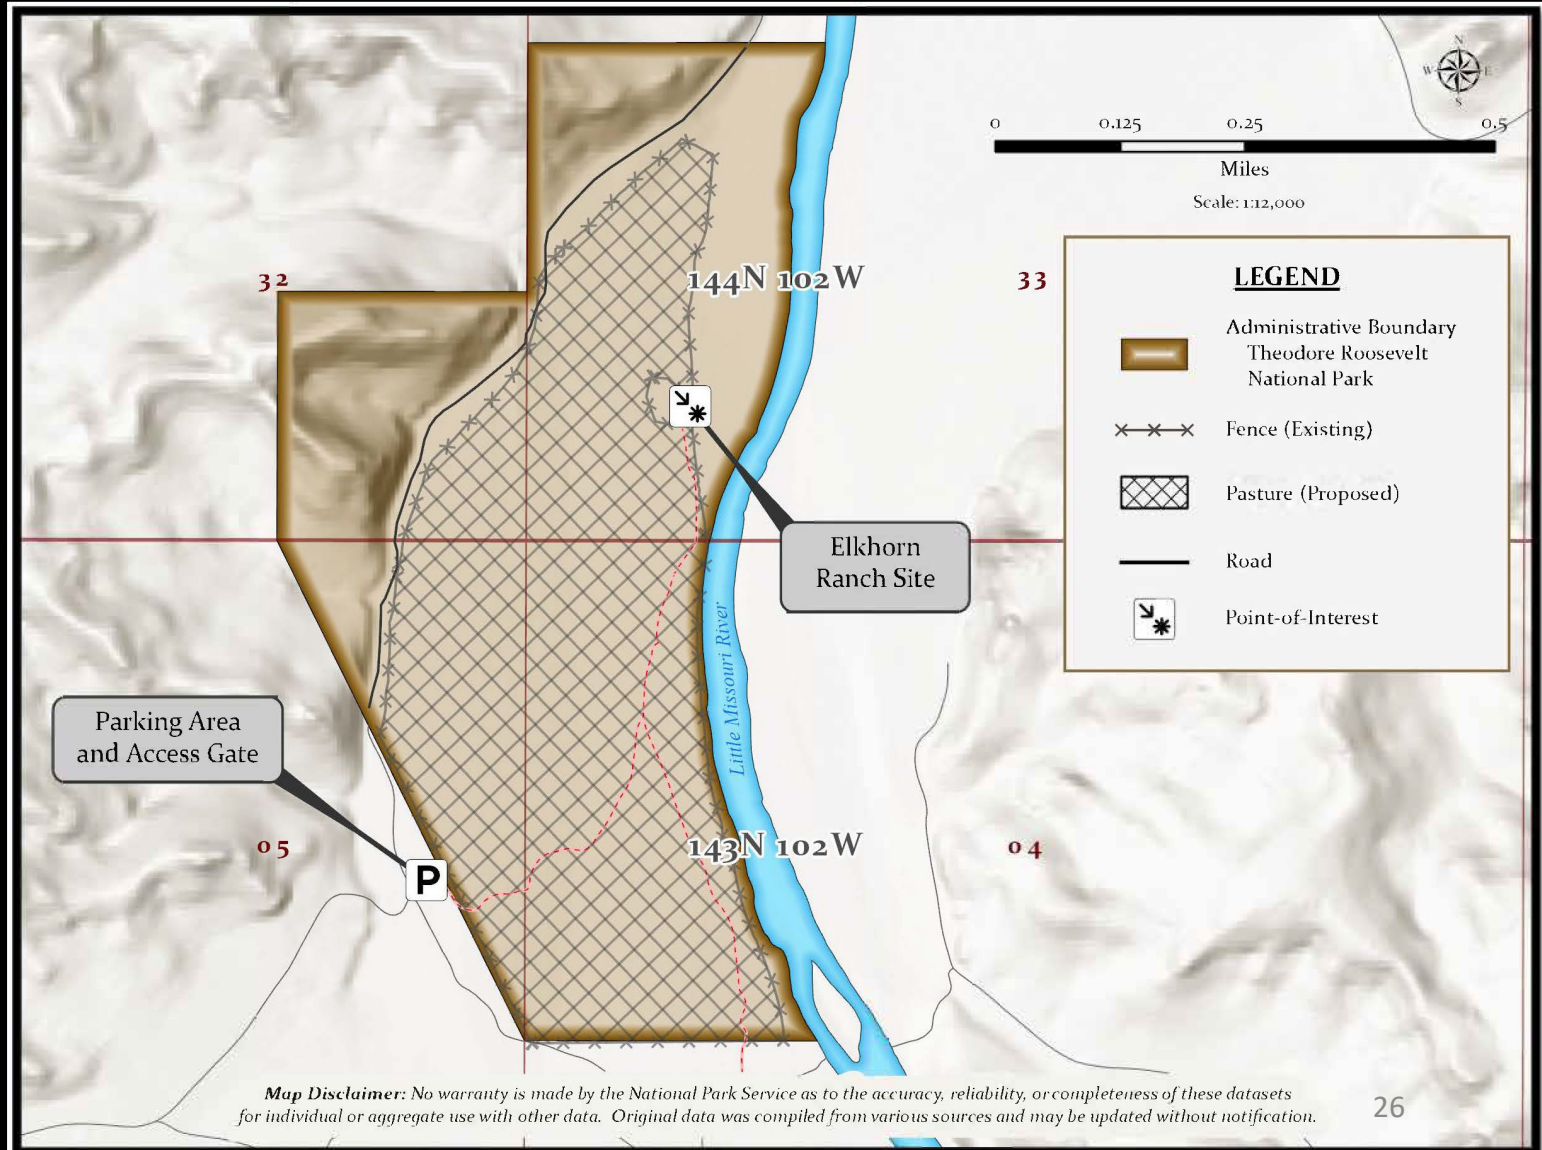 N
W E
S
0 0.125 0.25 0.5
Miles
Scale: 1:12,000
LEGEND
Administrative Boundary
Theodore Roosevelt
National Park
Fence (Existing)
Pasture (Proposed)
Road
Point-of-Interest
32
144N 102W
33
Elkhorn
Ranch Site
Little Missouri River
Parking Area
and Access Gate
05
P
143N 102W
04
Map Disclaimer: No warranty is made by the National Park Service as to the accuracy, reliability, or completeness of these datasets
for individual or aggregate use with other data. Original data was compiled from various sources and may be updated without notification.
26